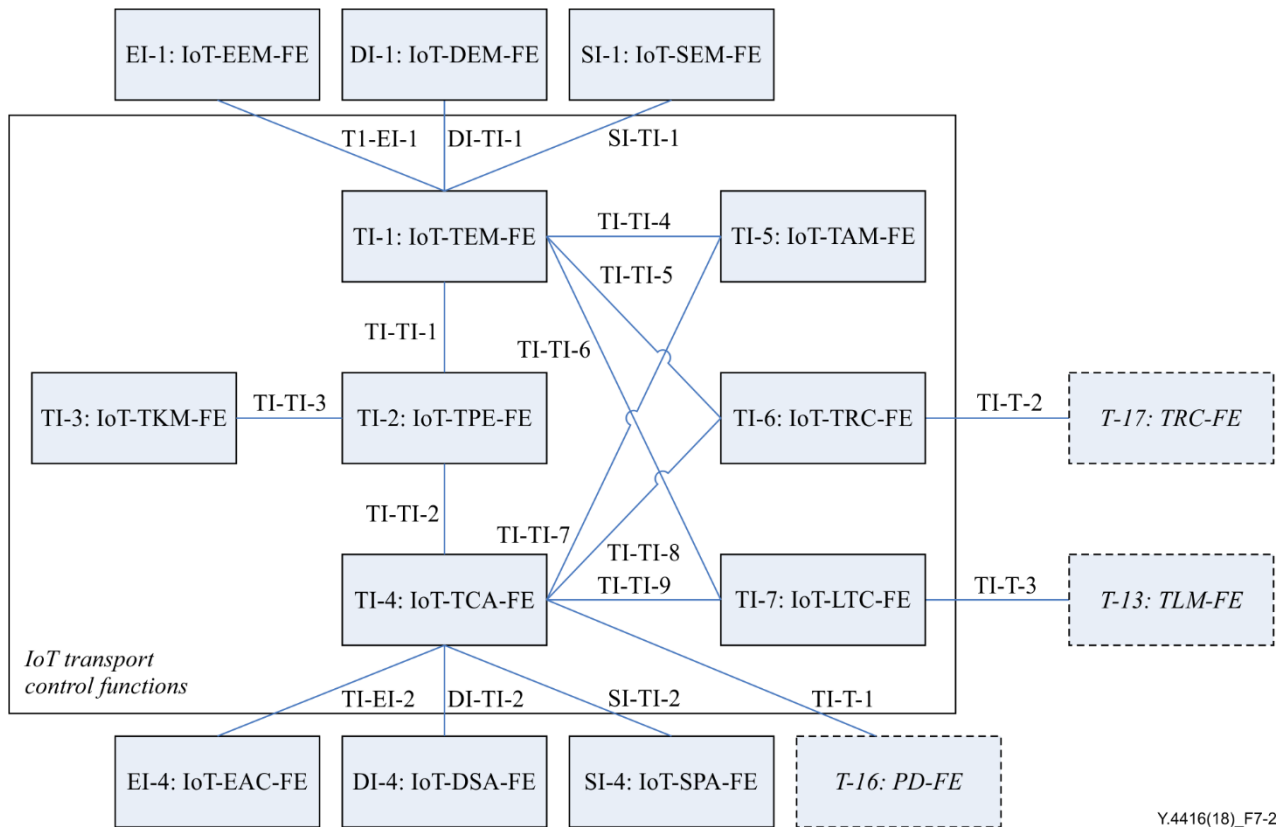 EI-1: IoT-EEM-FE
DI-1: IoT-DEM-FE
SI-1: IoT-SEM-FE
T1-EI-1
DI-TI-1
SI-TI-1
TI-1: IoT-TEM-FE
TI-TI-4
TI-5: IoT-TAM-FE
TI-TI-5
TI-TI-1
TI-TI-6
TI-3: IoT-TKM-FE
TI-TI-3
TI-2: IoT-TPE-FE
TI-6: IoT-TRC-FE
TI-T-2
T-17: TRC-FE
TI-TI-2
TI-TI-7
TI-TI-8
TI-4: IoT-TCA-FE
TI-TI-9
TI-7: IoT-LTC-FE
TI-T-3
T-13: TLM-FE
IoT transport
control functions
TI-EI-2
DI-TI-2
SI-TI-2
TI-T-1
EI-4: IoT-EAC-FE
DI-4: IoT-DSA-FE
SI-4: IoT-SPA-FE
T-16: PD-FE
Y.4416(18)_F7-2